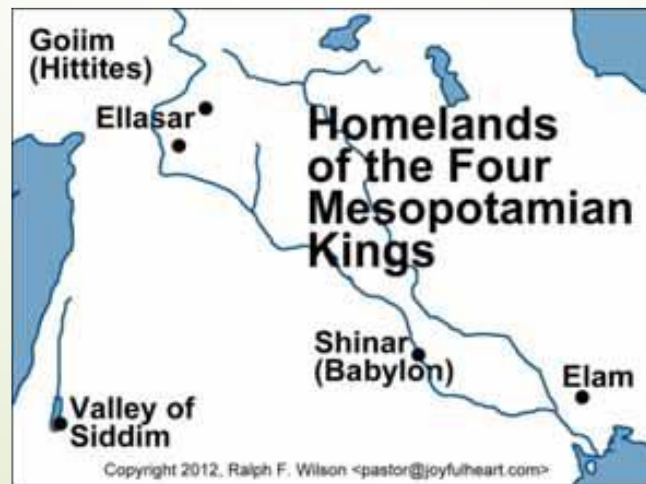 Goiim
(Hittites)
Ellasar
Homelands
of the Four
Mesopotamian
Kings
Shinar
(Babylon)
Elam
Valley of
Siddim
Copyright 2012, Ralph F. Wilson <pastor@joyfulheart.com>